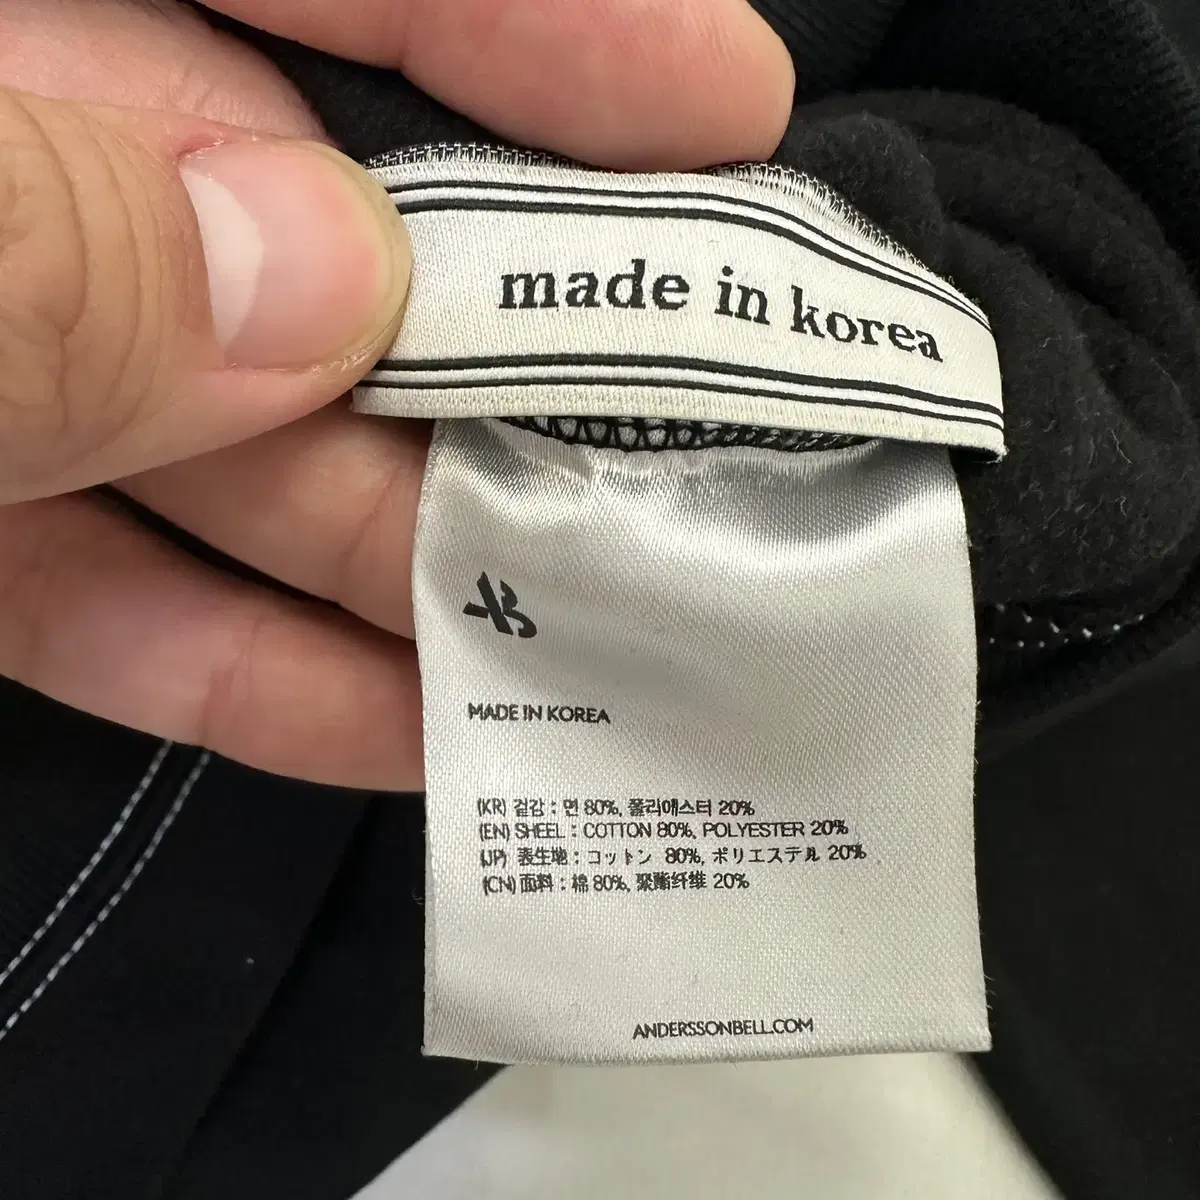 made in korea
MADE IN KOREA
(KR) 겉감 : 면 80%, 폴리에스터 20%
(EN) SHEEL : COTTON 80%, POLYESTER 20%
(JP) 表生地 : コットン 80%, ポリエステル 20%
(CN) 面料 : 棉 80%, 聚酯纤维 20%
ANDERSSONBELL.COM